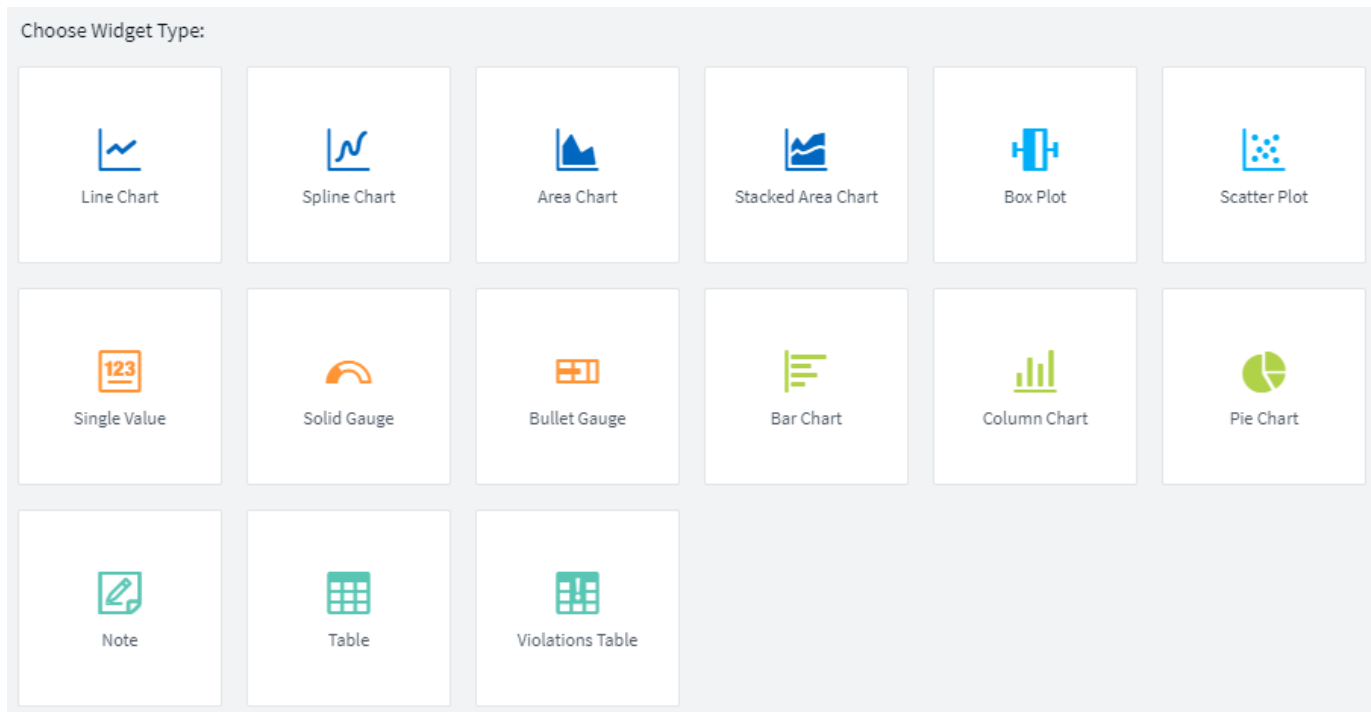 Choose Widget Type:
Line Chart
Spline Chart
Area Chart
Stacked Area Chart
Box Plot
Scatter Plot
123
Single Value
Solid Gauge
Bullet Gauge
Bar Chart
Column Chart
Pie Chart
Note
Table
!
Violations Table